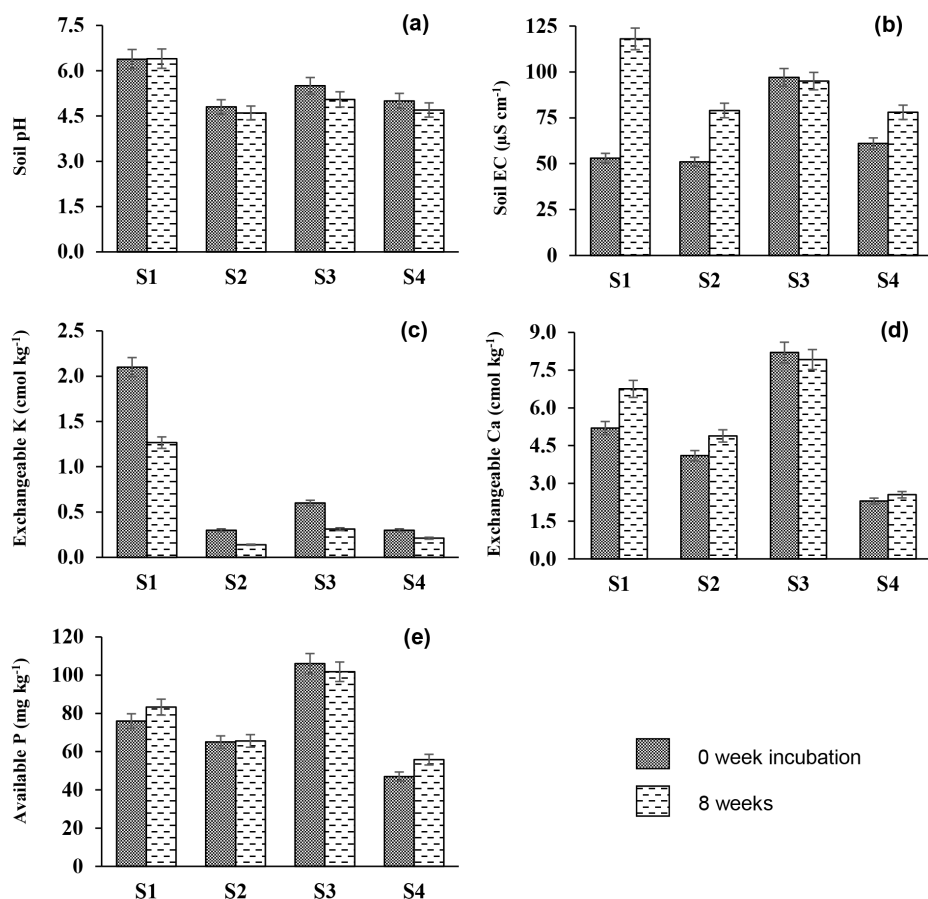 (a)
Soil pH
7.5
6.0
4.5
3.0
1.5
0.0
S1 S2 S3 S4
(b)
Soil EC (µS cm⁻¹)
125
100
75
50
25
0
S1 S2 S3 S4
(c)
Exchangeable K (cmol kg⁻¹)
2.5
2.0
1.5
1.0
0.5
0.0
S1 S2 S3 S4
(d)
Exchangeable Ca (cmol kg⁻¹)
9.0
7.5
6.0
4.5
3.0
1.5
0.0
S1 S2 S3 S4
(e)
Available P (mg kg⁻¹)
120
100
80
60
40
20
0
S1 S2 S3 S4
0 week incubation
8 weeks